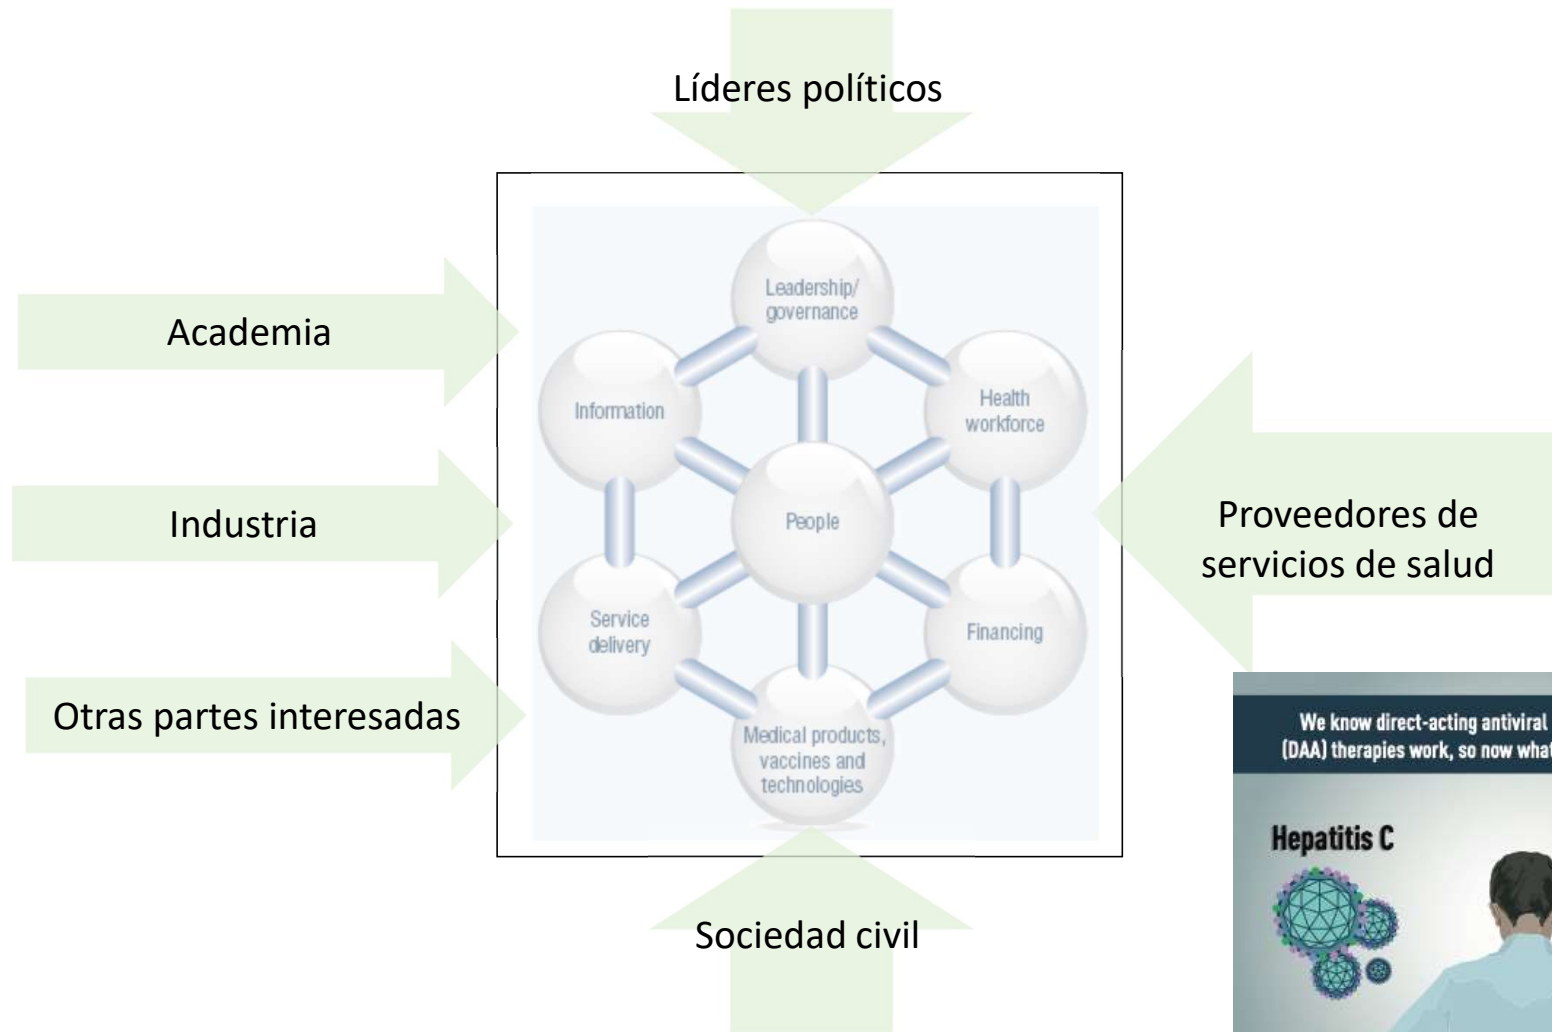 Líderes políticos
Academia
Industria
Otras partes interesadas
Leadership/
governance
Information
Health
workforce
People
Service
delivery
Financing
Medical products,
vaccines and
technologies
Proveedores de
servicios de salud
Sociedad civil
We know direct-acting antiviral
(DAA) therapies work, so now what
Hepatitis C